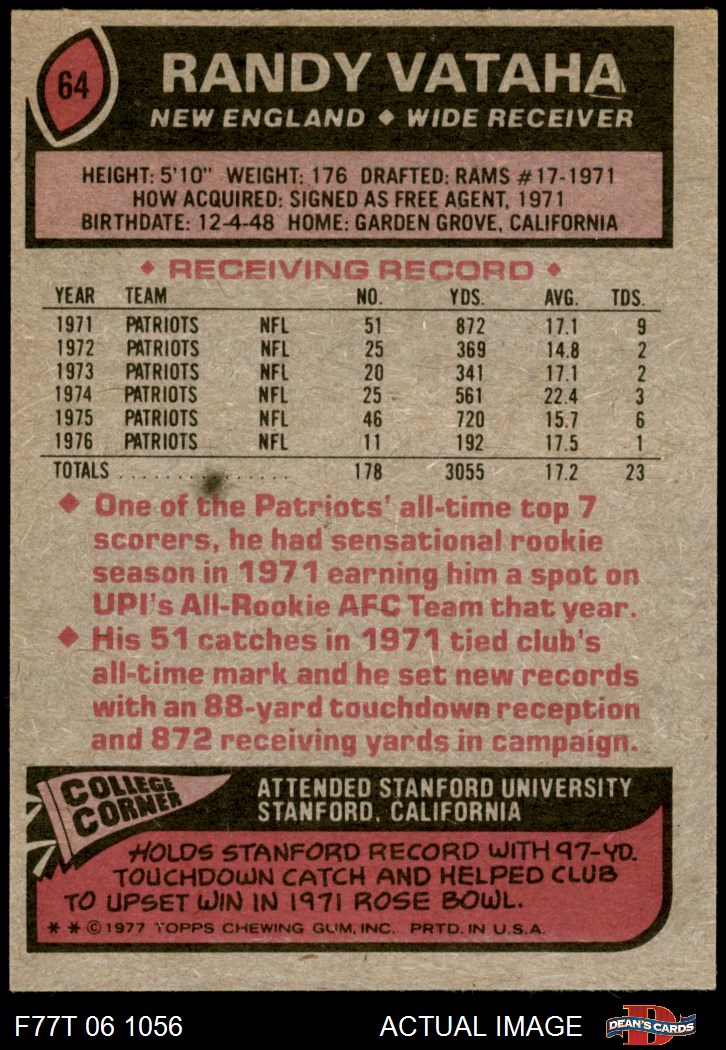 64
RANDY VATAHA
NEW ENGLAND ◆ WIDE RECEIVER
HEIGHT: 5'10" WEIGHT: 176 DRAFTED: RAMS #17-1971
HOW ACQUIRED: SIGNED AS FREE AGENT, 1971
BIRTHDATE: 12-4-48 HOME: GARDEN GROVE, CALIFORNIA
◆ RECEIVING RECORD ◆
YEAR TEAM NO. YDS. AVG. TDS.
1971 PATRIOTS NFL 51 872 17.1 9
1972 PATRIOTS NFL 25 369 14.8 2
1973 PATRIOTS NFL 20 341 17.1 2
1974 PATRIOTS NFL 25 561 22.4 3
1975 PATRIOTS NFL 46 720 15.7 6
1976 PATRIOTS NFL 11 192 17.5 1
TOTALS . . . . . . . . . . . . . . . . 178 3055 17.2 23
◆ One of the Patriots' all-time top 7
scorers, he had sensational rookie
season in 1971 earning him a spot on
UPI's All-Rookie AFC Team that year.
◆ His 51 catches in 1971 tied club's
all-time mark and he set new records
with an 88-yard touchdown reception
and 872 receiving yards in campaign.
COLLEGE
CORNER
ATTENDED STANFORD UNIVERSITY
STANFORD, CALIFORNIA
HOLDS STANFORD RECORD WITH 97-YD.
TOUCHDOWN CATCH AND HELPED CLUB
TO UPSET WIN IN 1971 ROSE BOWL.
* * © 1977 TOPPS CHEWING GUM, INC. PRTD. IN U.S.A.
F77T 06 1056 ACTUAL IMAGE
D
DEAN'S CARDS